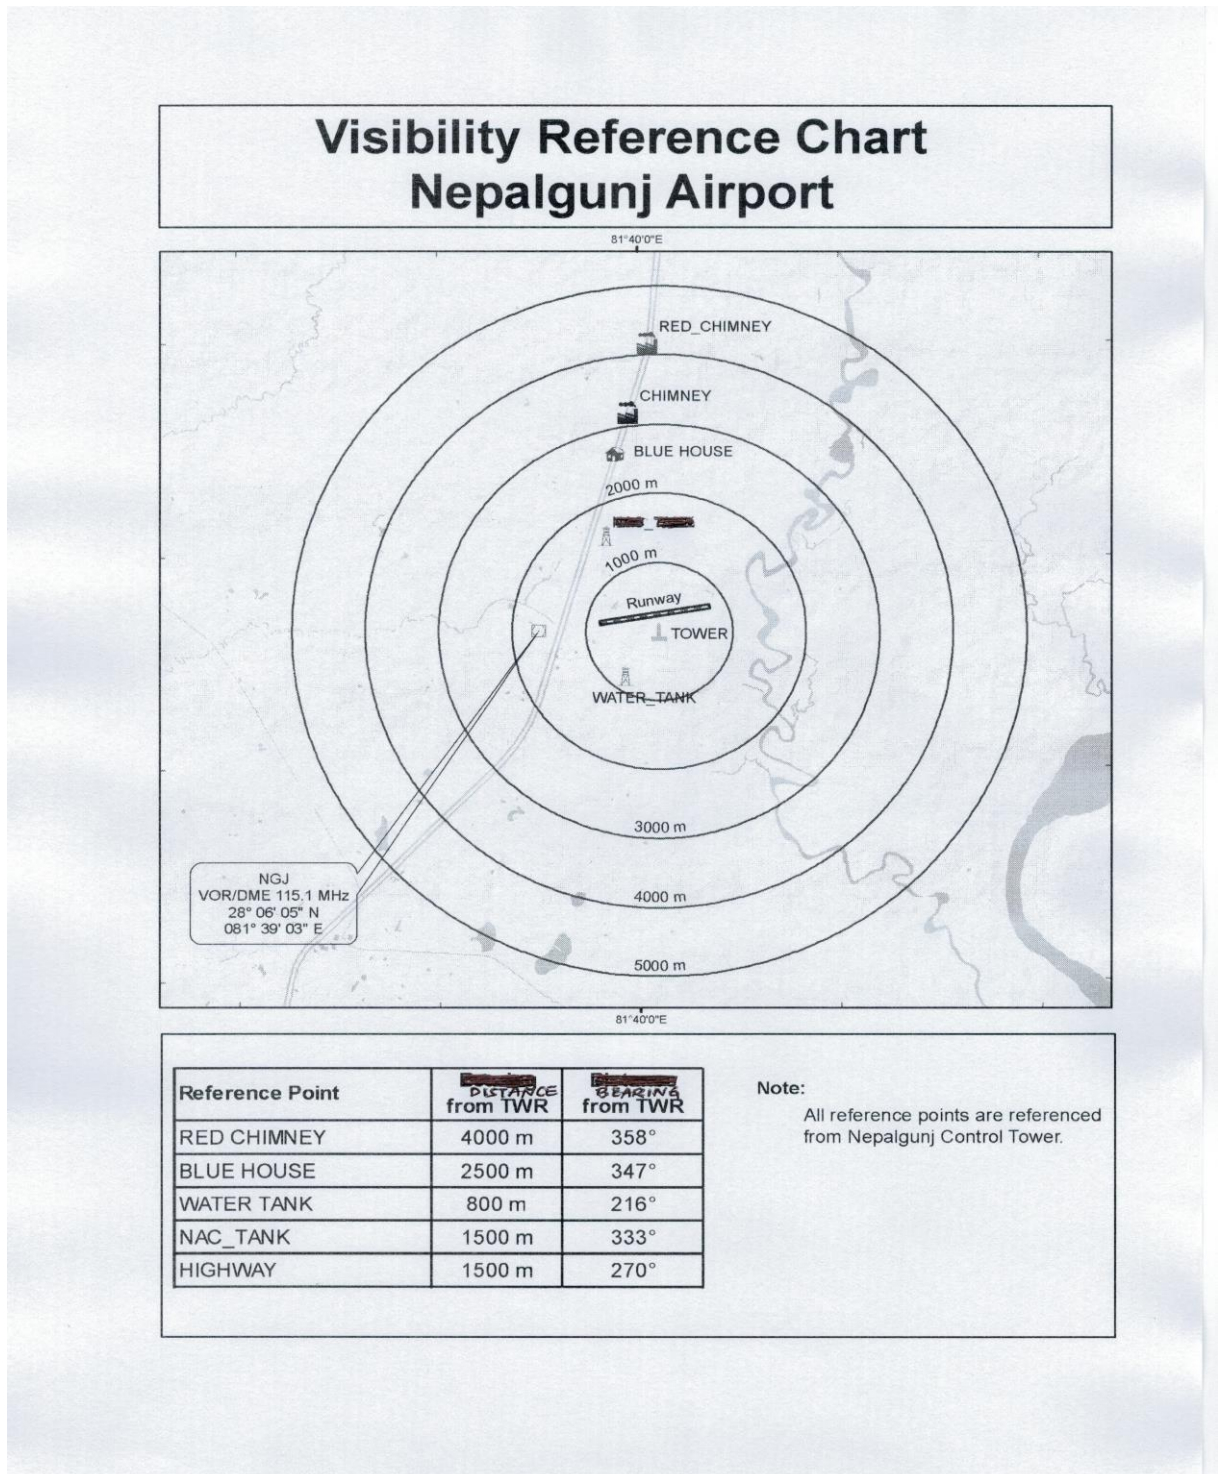 Visibility Reference Chart
Nepalgunj Airport
81°40'0"E
RED_CHIMNEY
CHIMNEY
BLUE HOUSE
2000 m
1000 m
Runway
TOWER
WATER_TANK
3000 m
NGJ
VOR/DME 115.1 MHz
28° 06' 05" N
081° 39' 03" E
4000 m
5000 m
81°40'0"E
Reference Point DISTANCE from TWR BEARING from TWR
RED CHIMNEY 4000 m 358°
BLUE HOUSE 2500 m 347°
WATER TANK 800 m 216°
NAC_TANK 1500 m 333°
HIGHWAY 1500 m 270°
Note:
All reference points are referenced
from Nepalgunj Control Tower.